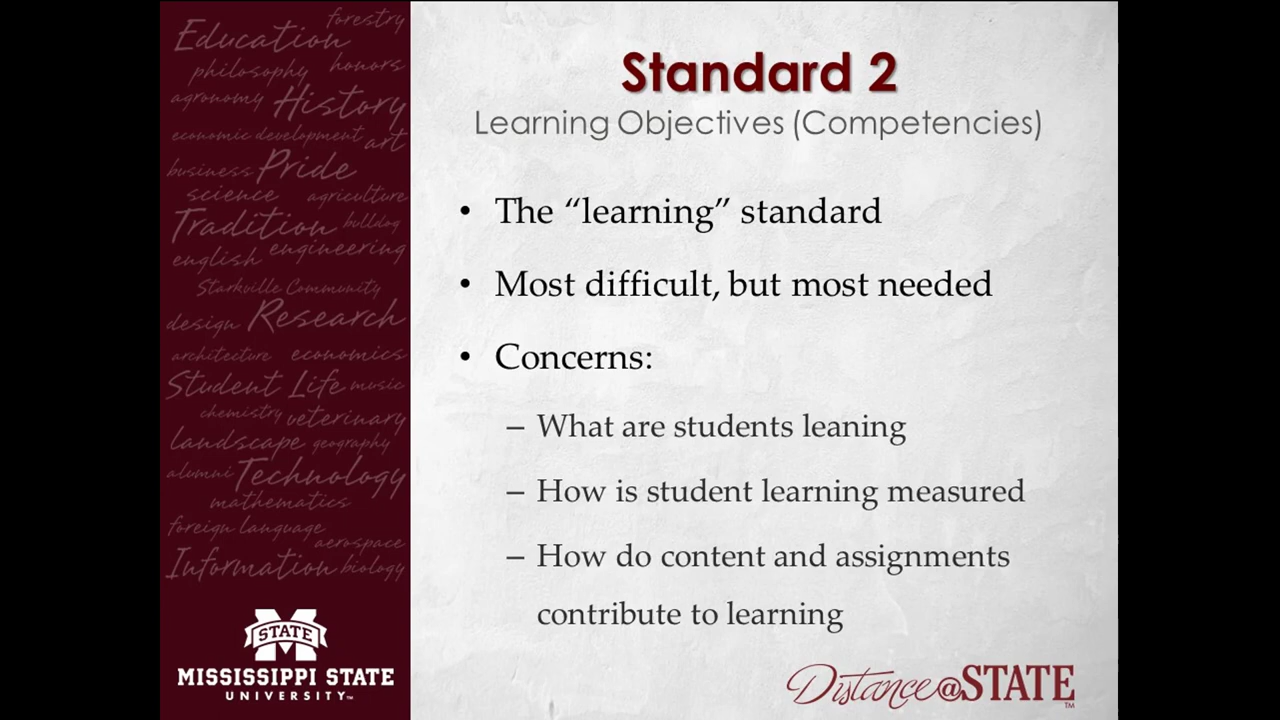 forestry
Education
philosophy honors
agronomy History
economic development art
business Pride
science agriculture
Tradition bulldog
english engineering
Starkville Community
design Research
architecture economics
Student Life music
chemistry veterinary
landscape geography
alumni Technology
mathematics
foreign language
aerospace
Information biology
STATE
MISSISSIPPI STATE
UNIVERSITY™
Standard 2
Learning Objectives (Competencies)
• The “learning” standard
• Most difficult, but most needed
• Concerns:
– What are students leaning
– How is student learning measured
– How do content and assignments
contribute to learning
Distance@STATE™